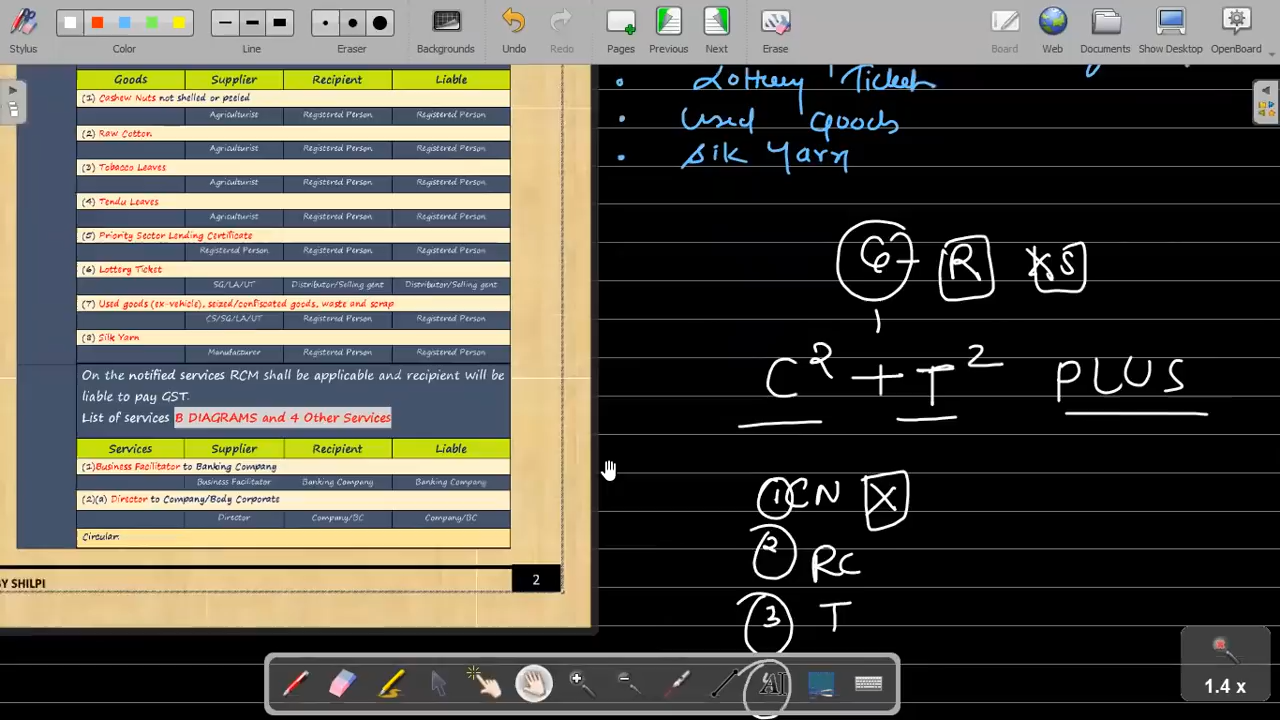 Stylus Color Line Eraser Backgrounds Undo Redo Pages Previous Next Erase Board Web Documents Show Desktop OpenBoard
Goods Supplier Recipient Liable
(1) Cashew Nuts not shelled or peeled
Agriculturist Registered Person Registered Person
(2) Raw Cotton
Agriculturist Registered Person Registered Person
(3) Tobacco Leaves
Agriculturist Registered Person Registered Person
(4) Tendu Leaves
Agriculturist Registered Person Registered Person
(5) Priority Sector Lending Certificate
Registered Person Registered Person Registered Person
(6) Lottery Ticket
SG/LA/UT Distributor/Selling gent Distributor/Selling gent
(7) Used goods (ex-vehicle), seized/confiscated goods, waste and scrap
CS/SG/LA/UT Registered Person Registered Person
(8) Silk Yarn
Manufacturer Registered Person Registered Person
On the notified services RCM shall be applicable and recipient will be
liable to pay GST.
List of services B DIAGRAMS and 4 Other Services
Services Supplier Recipient Liable
(1)Business Facilitator to Banking Company
Business Facilitator Banking Company Banking Company
(2)(a) Director to Company/Body Corporate
Director Company/BC Company/BC
Circular:
BY SHILPI 2
• Lottery Ticket
• Used goods
• Silk Yarn
G R S
C² + T² PLUS
1 CN X
2 RC
3 T
1.4 x